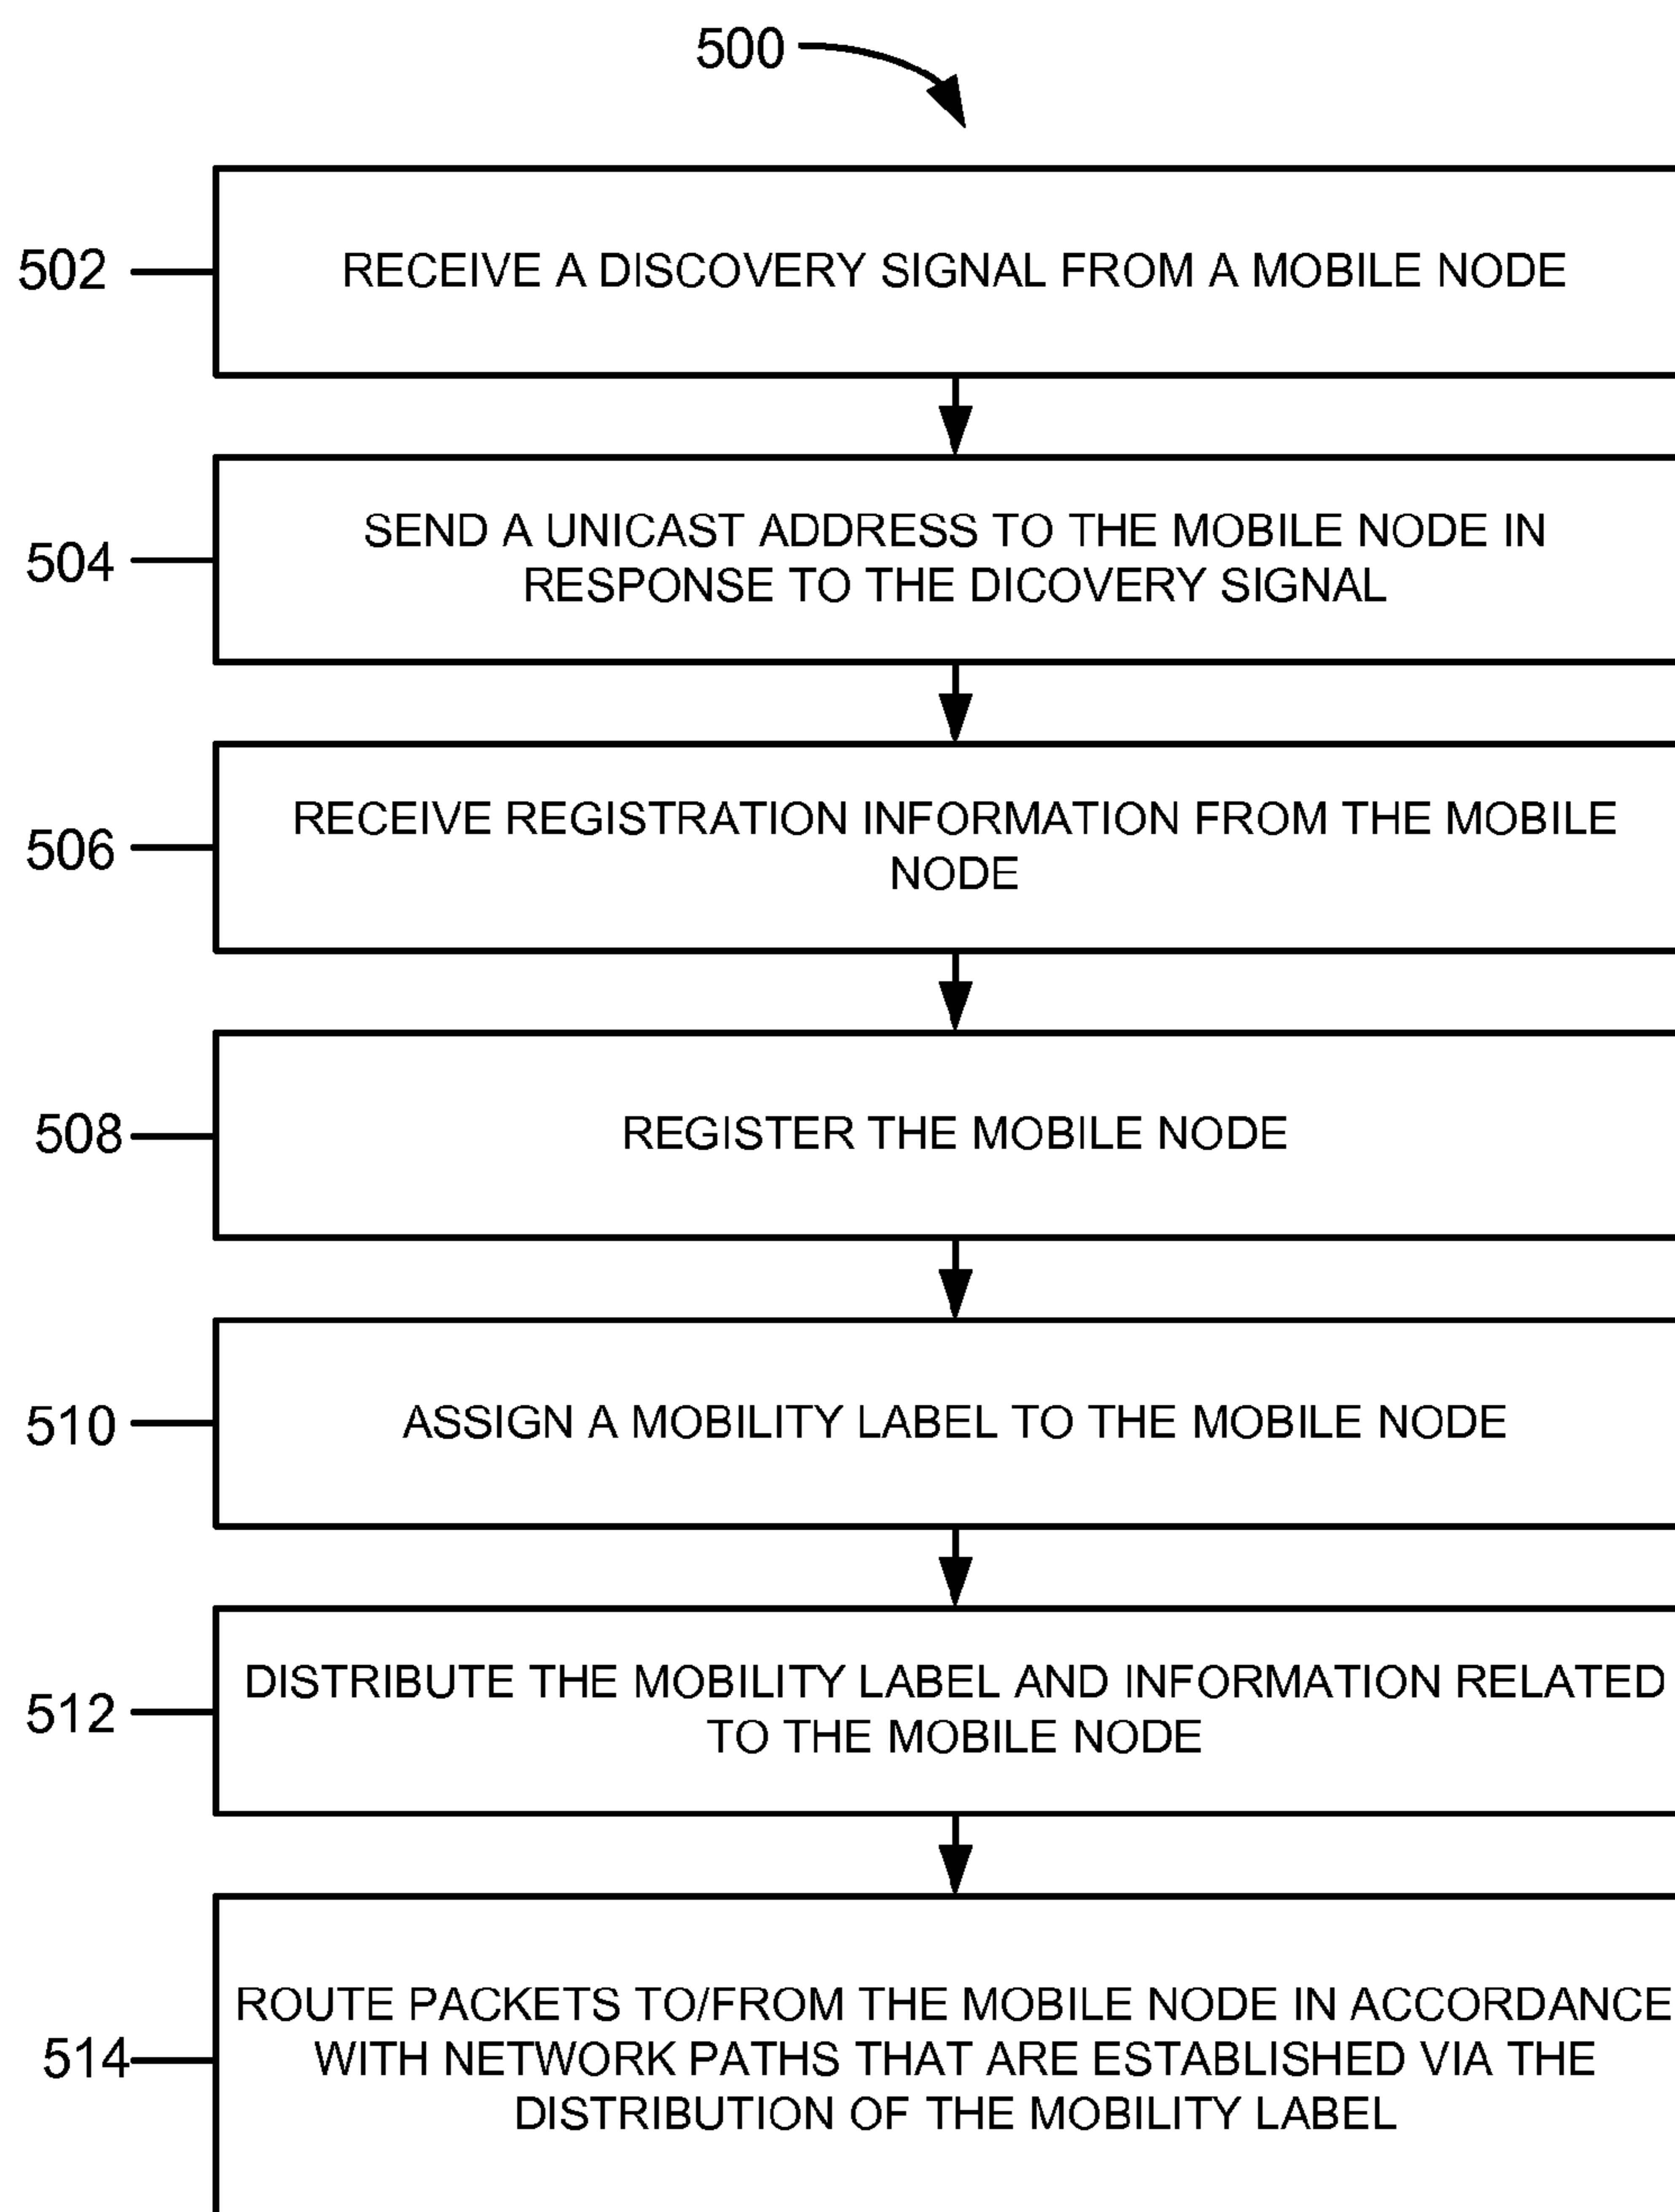 500
502
RECEIVE A DISCOVERY SIGNAL FROM A MOBILE NODE
504
SEND A UNICAST ADDRESS TO THE MOBILE NODE IN
RESPONSE TO THE DICOVERY SIGNAL
506
RECEIVE REGISTRATION INFORMATION FROM THE MOBILE
NODE
508
REGISTER THE MOBILE NODE
510
ASSIGN A MOBILITY LABEL TO THE MOBILE NODE
512
DISTRIBUTE THE MOBILITY LABEL AND INFORMATION RELATED
TO THE MOBILE NODE
514
ROUTE PACKETS TO/FROM THE MOBILE NODE IN ACCORDANCE
WITH NETWORK PATHS THAT ARE ESTABLISHED VIA THE
DISTRIBUTION OF THE MOBILITY LABEL